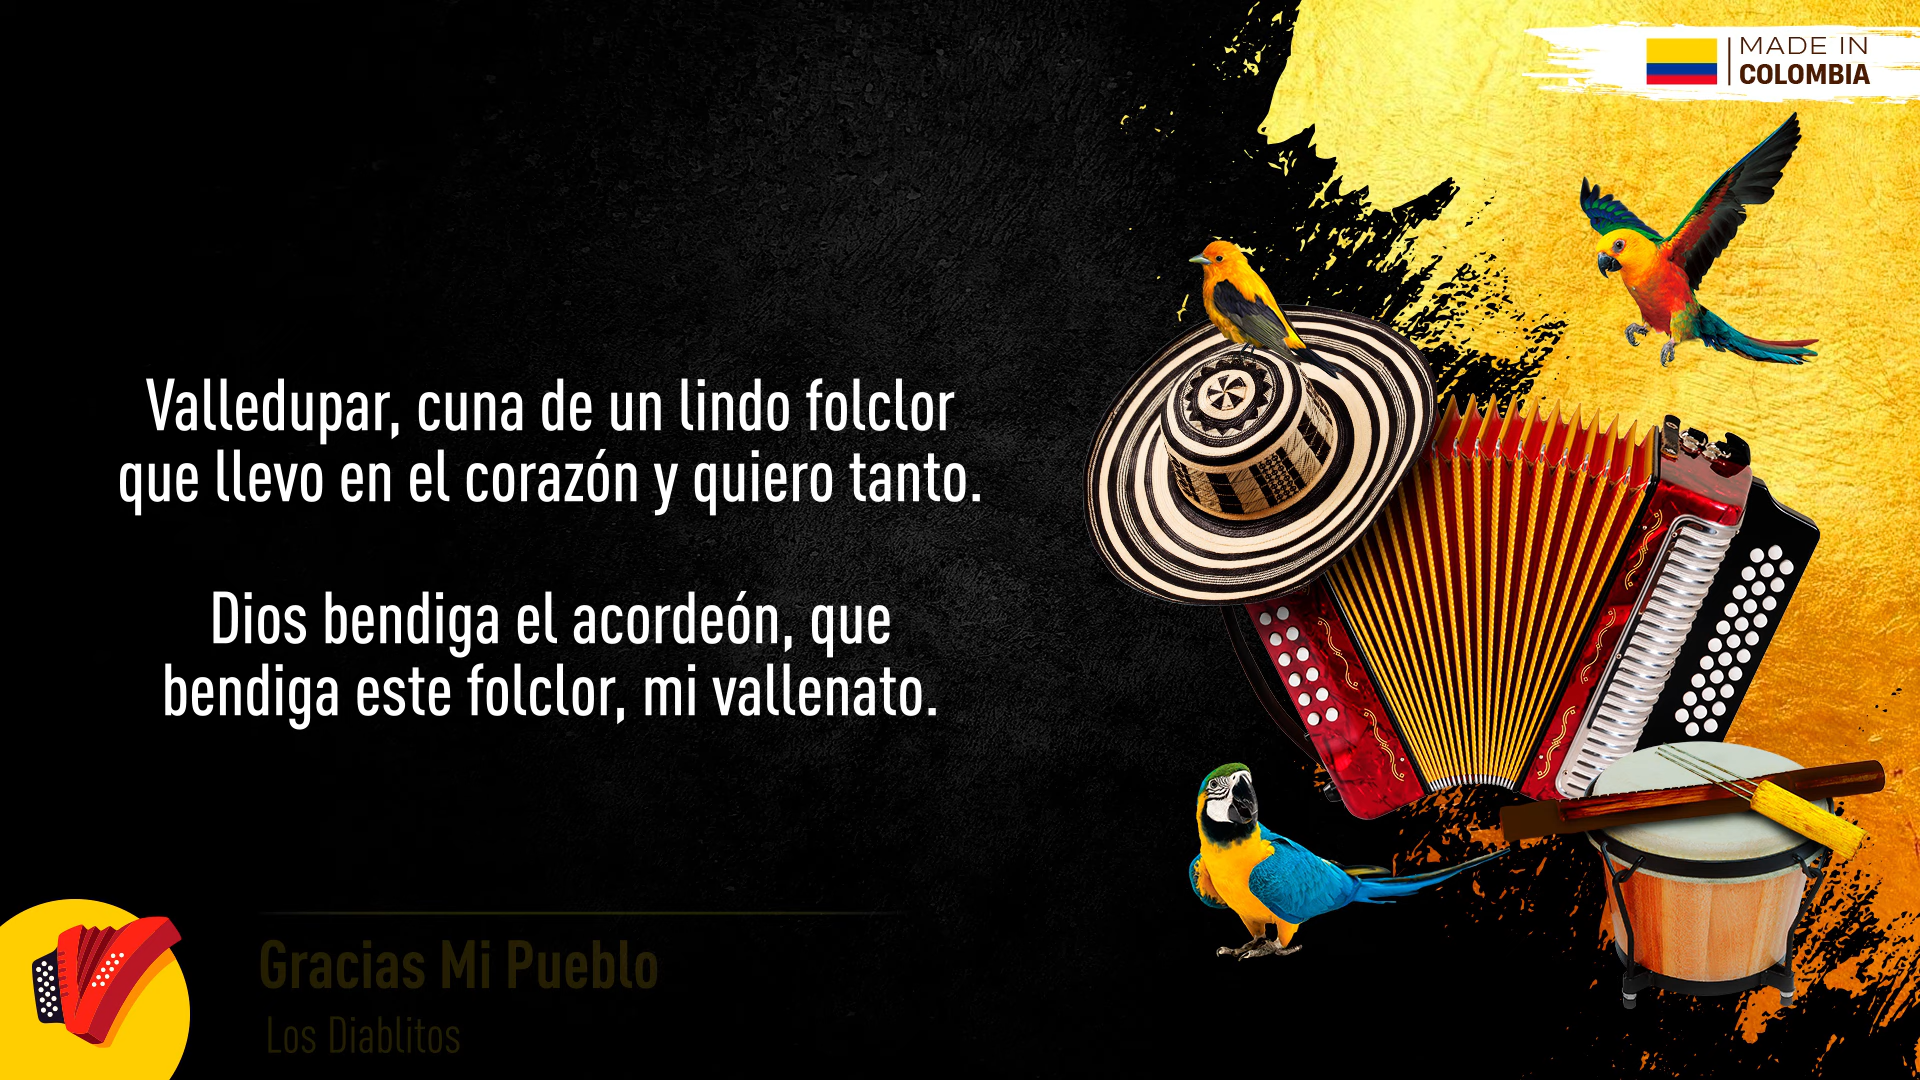 MADE IN
COLOMBIA
Valledupar, cuna de un lindo folclor
que llevo en el corazón y quiero tanto.
Dios bendiga el acordeón, que
bendiga este folclor, mi vallenato.
Gracias Mi Pueblo
Los Diablitos